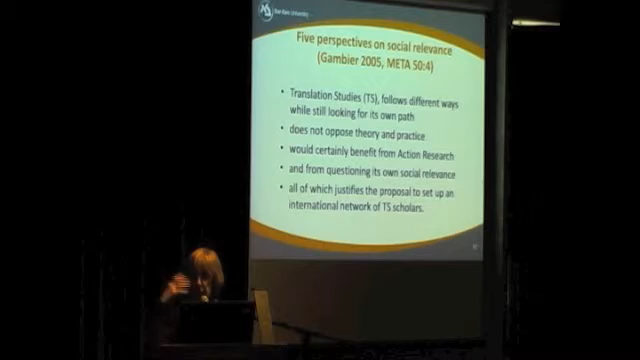 Bar-Ilan University
Five perspectives on social relevance
(Gambier 2005, META 50:4)
• Translation Studies (TS), follows different ways
while still looking for its own path
• does not oppose theory and practice
• would certainly benefit from Action Research
• and from questioning its own social relevance
• all of which justifies the proposal to set up an
international network of TS scholars.